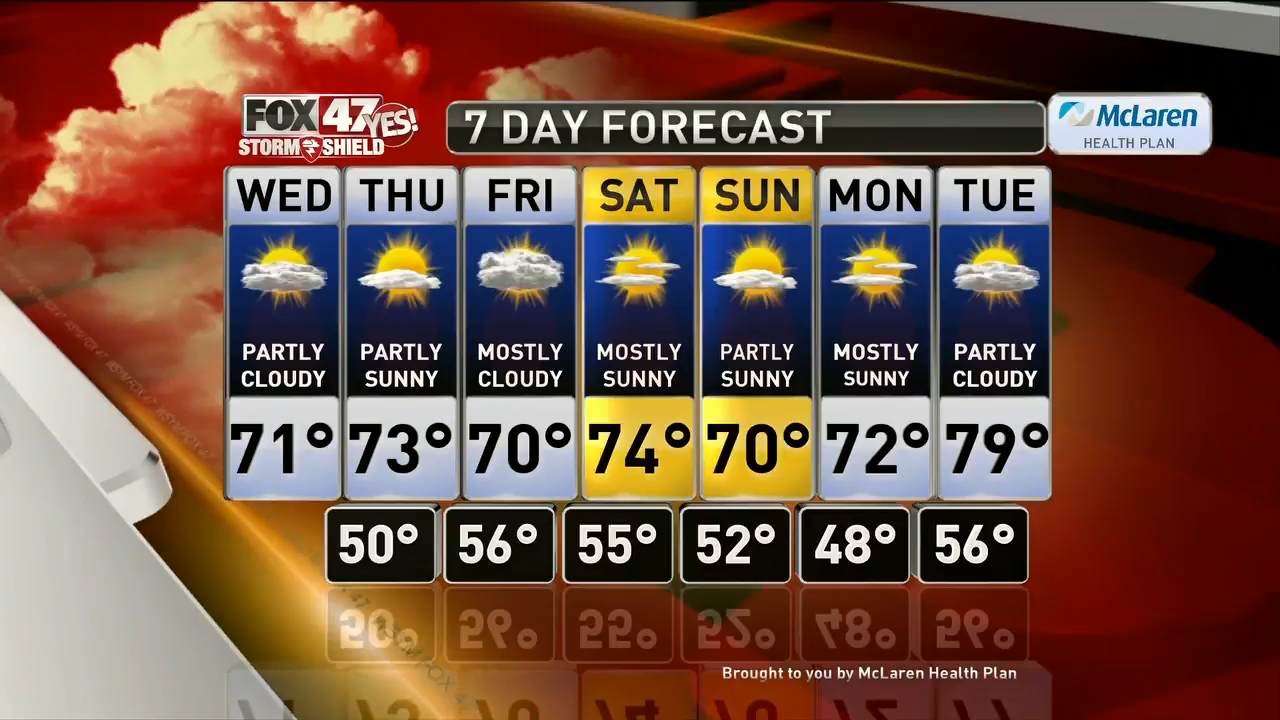 FOX 47 YES!
STORM SHIELD
7 DAY FORECAST
McLaren
HEALTH PLAN
WED THU FRI SAT SUN MON TUE
PARTLY CLOUDY
PARTLY SUNNY
MOSTLY CLOUDY
MOSTLY SUNNY
PARTLY SUNNY
MOSTLY SUNNY
PARTLY CLOUDY
71° 73° 70° 74° 70° 72° 79°
50° 56° 55° 52° 48° 56°
Brought to you by McLaren Health Plan